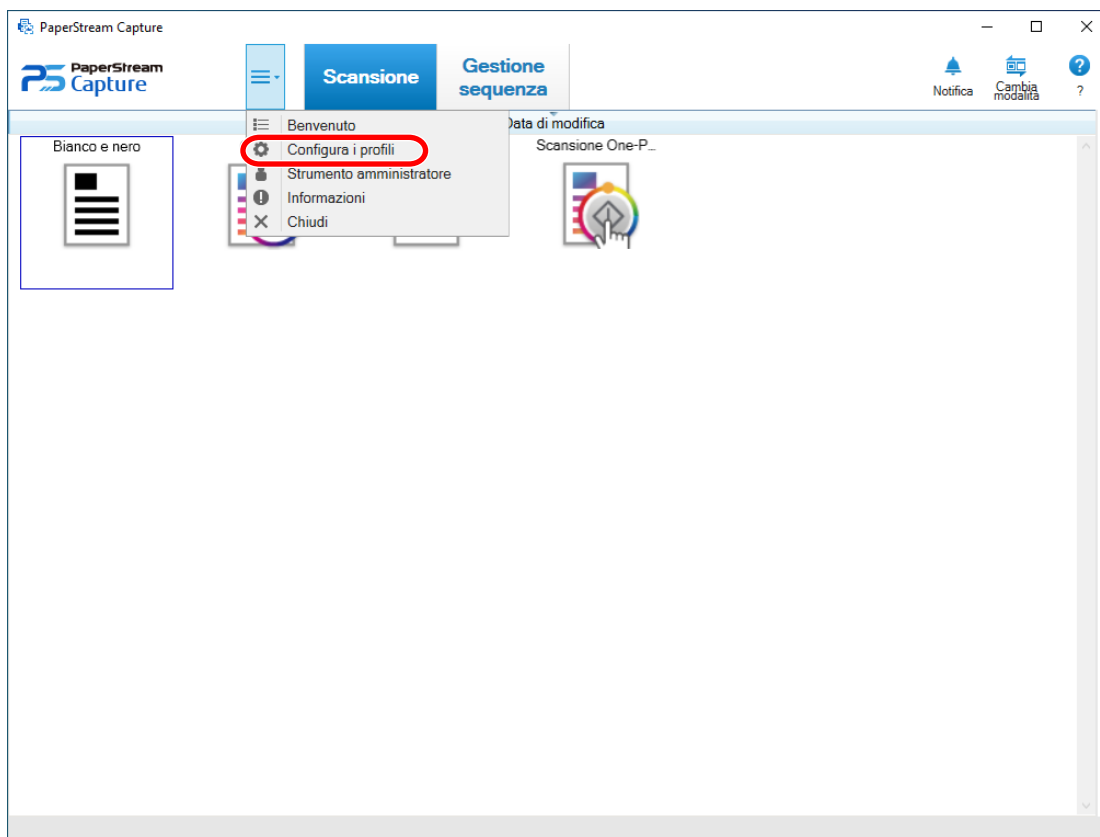 PaperStream Capture
PaperStream
Capture
Scansione
Gestione
sequenza
Notifica
Cambia
modalità
?
Data di modifica
Benvenuto
Configura i profili
Strumento amministratore
Informazioni
Chiudi
Bianco e nero
Scansione One-P...